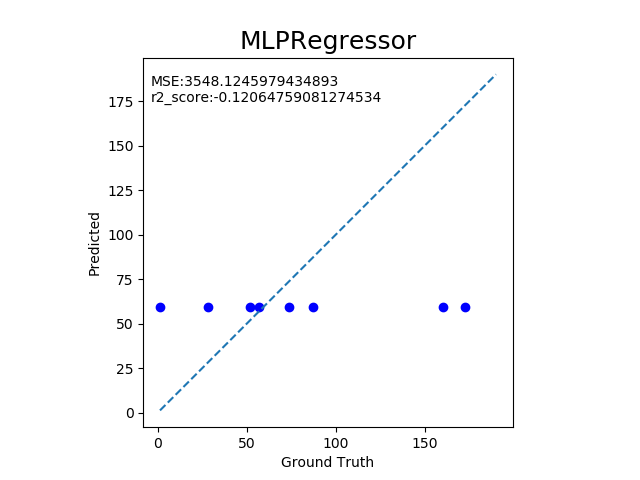 MLPRegressor
MSE:3548.1245979434893
r2_score:-0.12064759081274534
175
150
125
100
75
50
25
0
Predicted
0 50 100 150
Ground Truth